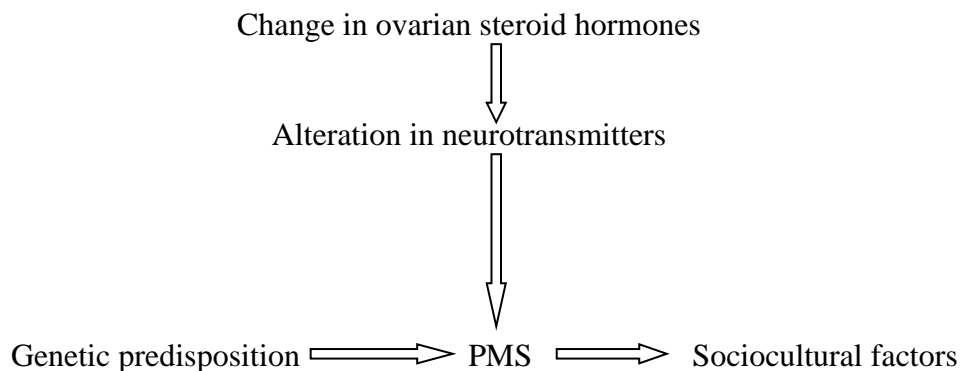 Change in ovarian steroid hormones
Alteration in neurotransmitters
Genetic predisposition PMS Sociocultural factors